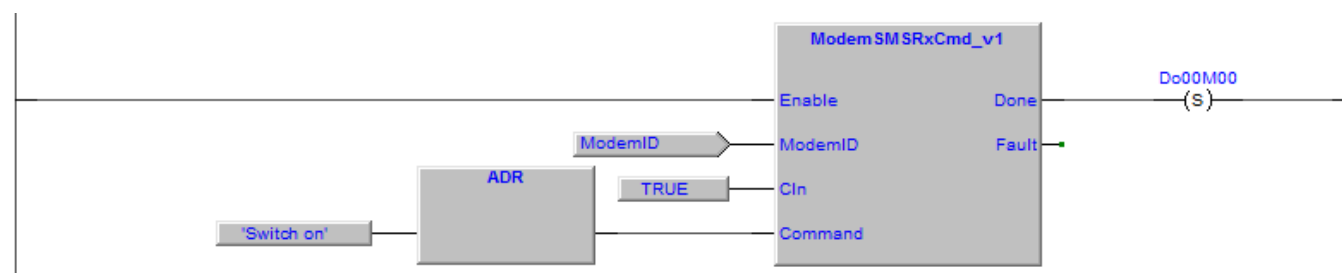 ModemSMSRxCmd_v1
Do00M00
Enable Done (S)
ModemID ModemID Fault
ADR
TRUE CIn
'Switch on' Command